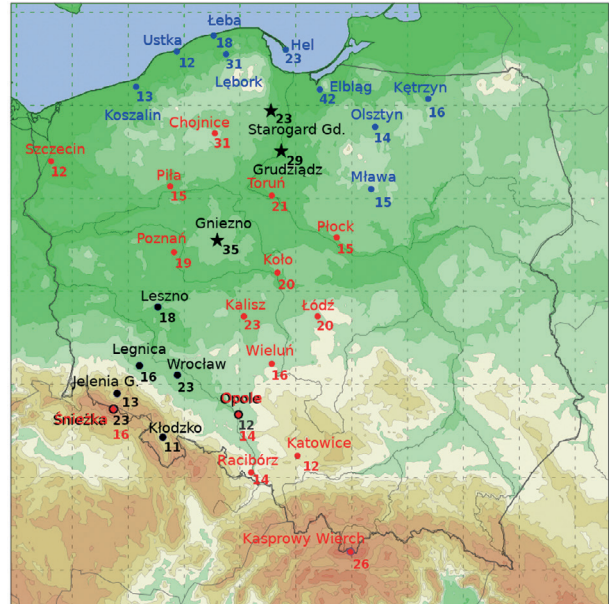 Łeba
18
Ustka
12
Hel
23
31
Lębork
13
Koszalin
Elbląg
42
Kętrzyn
16
Chojnice
31
23
Starogard Gd.
Olsztyn
14
Szczecin
12
29
Grudziądz
Piła
15
Toruń
21
Mława
15
Gniezno
35
Płock
15
Poznań
19
Koło
20
Leszno
18
Kalisz
23
Łódź
20
Legnica
16
Wrocław
23
Wieluń
16
Jelenia G.
13
Śnieżka
23
16
Opole
12
14
Kłodzko
11
Katowice
12
Racibórz
14
Kasprowy Wierch
26